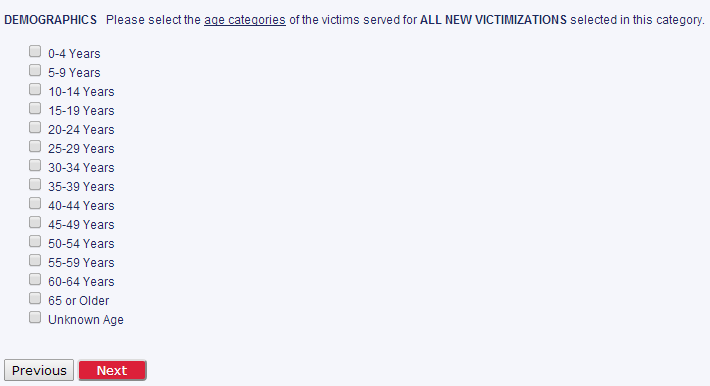 DEMOGRAPHICS Please select the age categories of the victims served for ALL NEW VICTIMIZATIONS selected in this category.
0-4 Years
5-9 Years
10-14 Years
15-19 Years
20-24 Years
25-29 Years
30-34 Years
35-39 Years
40-44 Years
45-49 Years
50-54 Years
55-59 Years
60-64 Years
65 or Older
Unknown Age
Previous Next